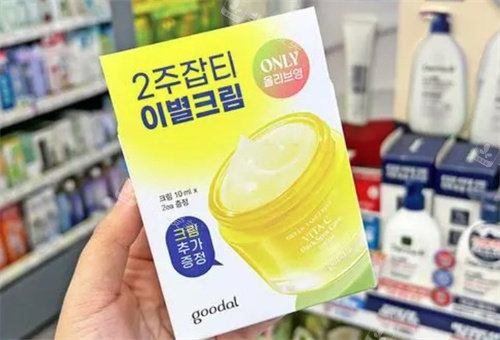 2주잡티
이별크림
ONLY
올리브영
크림 10ml x
2ea 증정
크림
추가
증정
VITA C
goodal